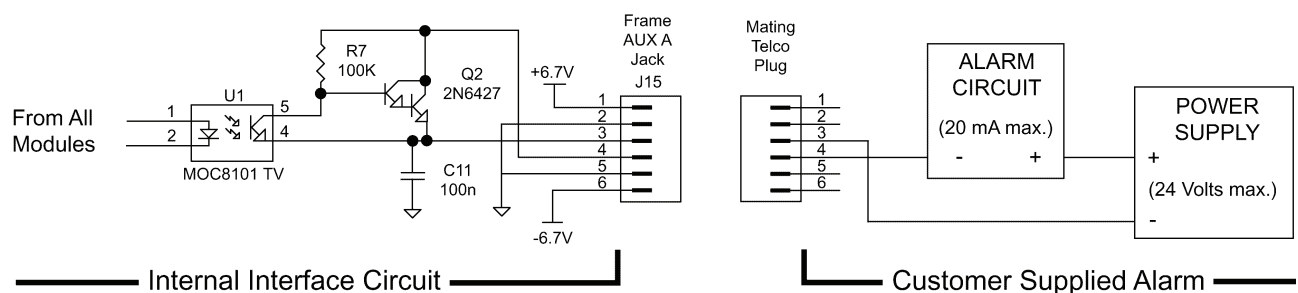 From All
Modules
1
2
U1
5
4
MOC8101 TV
R7
100K
Q2
2N6427
C11
100n
+6.7V
-6.7V
Frame
AUX A
Jack
J15
1
2
3
4
5
6
Mating
Telco
Plug
1
2
3
4
5
6
ALARM
CIRCUIT
(20 mA max.)
- +
POWER
SUPPLY
+
(24 Volts max.)
-
Internal Interface Circuit
Customer Supplied Alarm